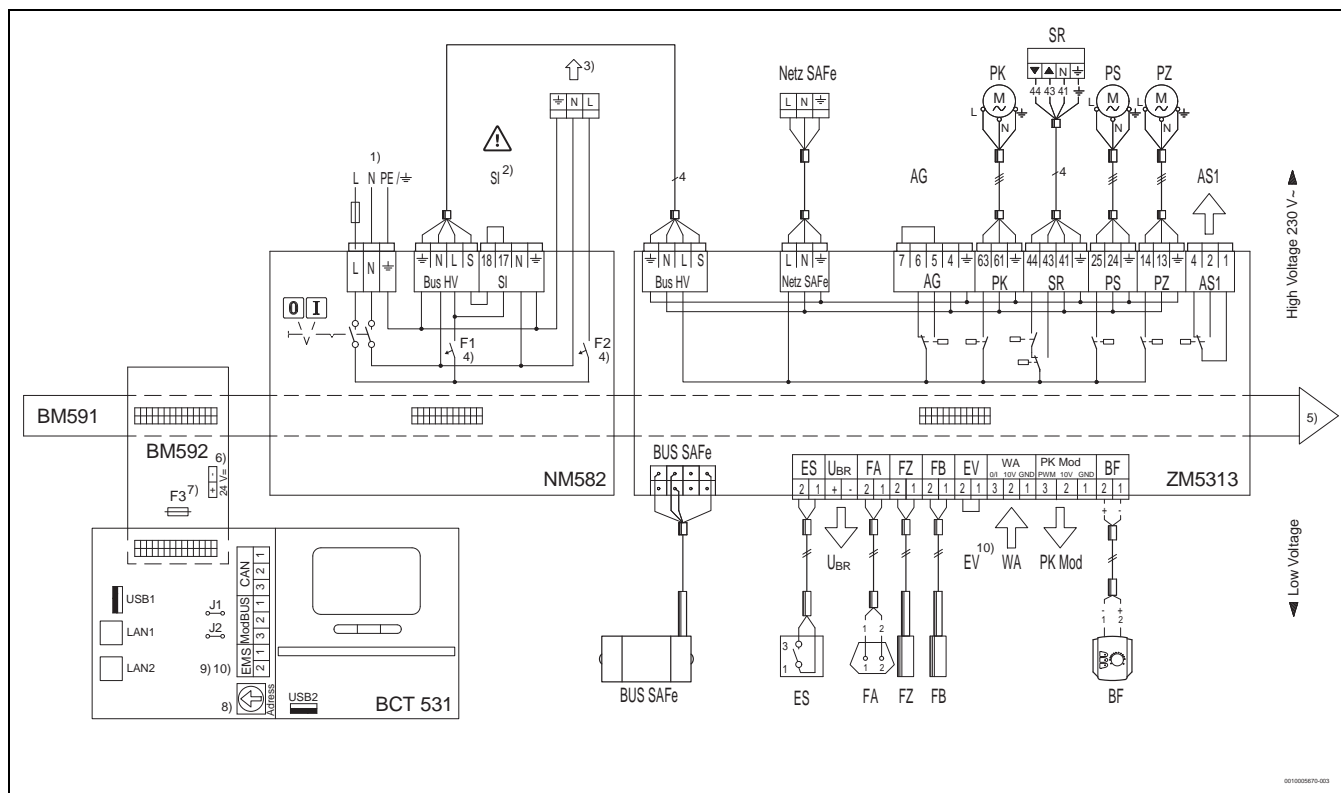 SR
3)
Netz SAFe
PK
▼ ▲ N ⏚
PS
PZ
⏚ N L
L N ⏚
44 43 41 ⏚
M ~
M ~
M ~
L N ⏚
L N ⏚
L N ⏚
1)
SI 2)
AG
AS1
L N PE/⏚
4
4
4
High Voltage 230 V~ ▲
L N ⏚
⏚ N L S
18 17 N ⏚
⏚ N L S
L N ⏚
7 6 5 4 ⏚
63 61 ⏚
44 43 41 ⏚
25 24 ⏚
14 13 ⏚
4 2 1
Bus HV
SI
Bus HV
Netz SAFe
AG
PK
SR
PS
PZ
AS1
0 I
F1
4)
F2
4)
BM591
5)
BM592
6)
- + 24 V=
F3 7)
NM582
BUS SAFe
ES UBR FA FZ FB EV WA PK Mod BF
0/I 10V GND PWM 10V GND
2 1 + - 2 1 2 1 2 1 2 1 3 2 1 3 2 1 2 1
ZM5313
+ -
UBR
EV 10)
WA
PK Mod
▼ Low Voltage
CAN
3 2 1
USB1
ModBUS
3 2 1
J1
J2
LAN1
EMS
2 1
LAN2
9) 10)
8)
Adress
USB2
BCT 531
3
1
1 2
1 2
- +
1 2
BUS SAFe
ES
FA
FZ
FB
BF
0010005670-003